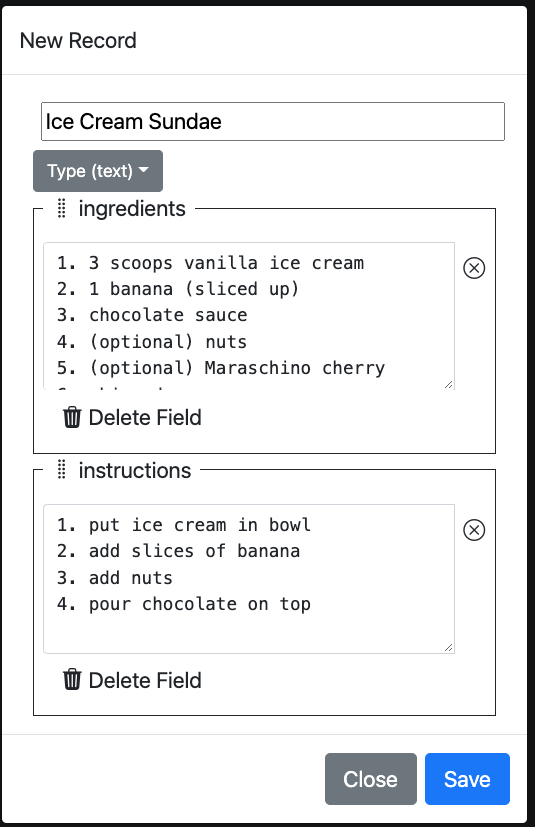 New Record
Ice Cream Sundae
Type (text)
ingredients
1. 3 scoops vanilla ice cream
2. 1 banana (sliced up)
3. chocolate sauce
4. (optional) nuts
5. (optional) Maraschino cherry
Delete Field
instructions
1. put ice cream in bowl
2. add slices of banana
3. add nuts
4. pour chocolate on top
Delete Field
Close
Save